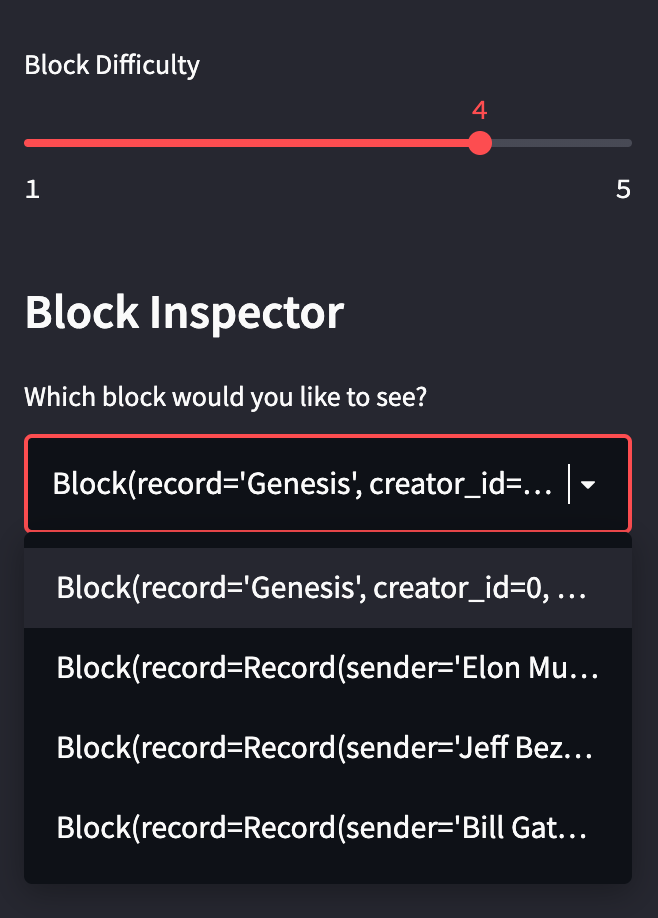 Block Difficulty
4
1
5
Block Inspector
Which block would you like to see?
Block(record='Genesis', creator_id=...
Block(record='Genesis', creator_id=0, ...
Block(record=Record(sender='Elon Mu...
Block(record=Record(sender='Jeff Bez...
Block(record=Record(sender='Bill Gat...